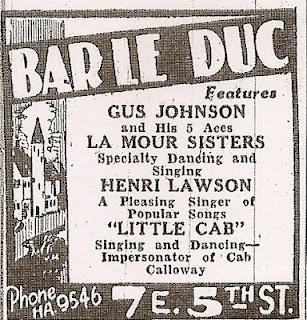 BAR LE DUC
Features
GUS JOHNSON
and His 5 Aces
LA MOUR SISTERS
Specialty Dancing and
Singing
HENRI LAWSON
A Pleasing Singer of
Popular Songs
"LITTLE CAB"
Singing and Dancing—
Impersonator of Cab
Calloway
Phone
HA. 9546
7 E. 5TH ST.